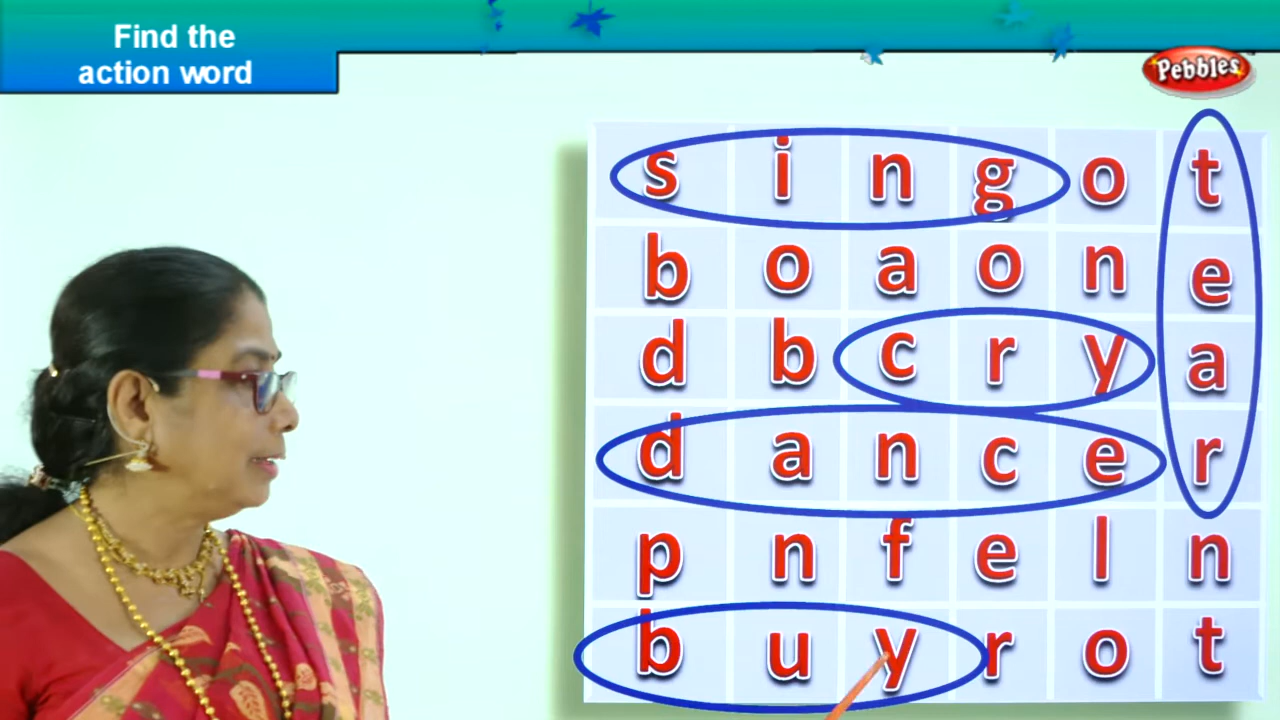 Find the
action word
Pebbles
s i n g o t
b o a o n e
d b c r y a
d a n c e r
p n f e l n
b u y r o t